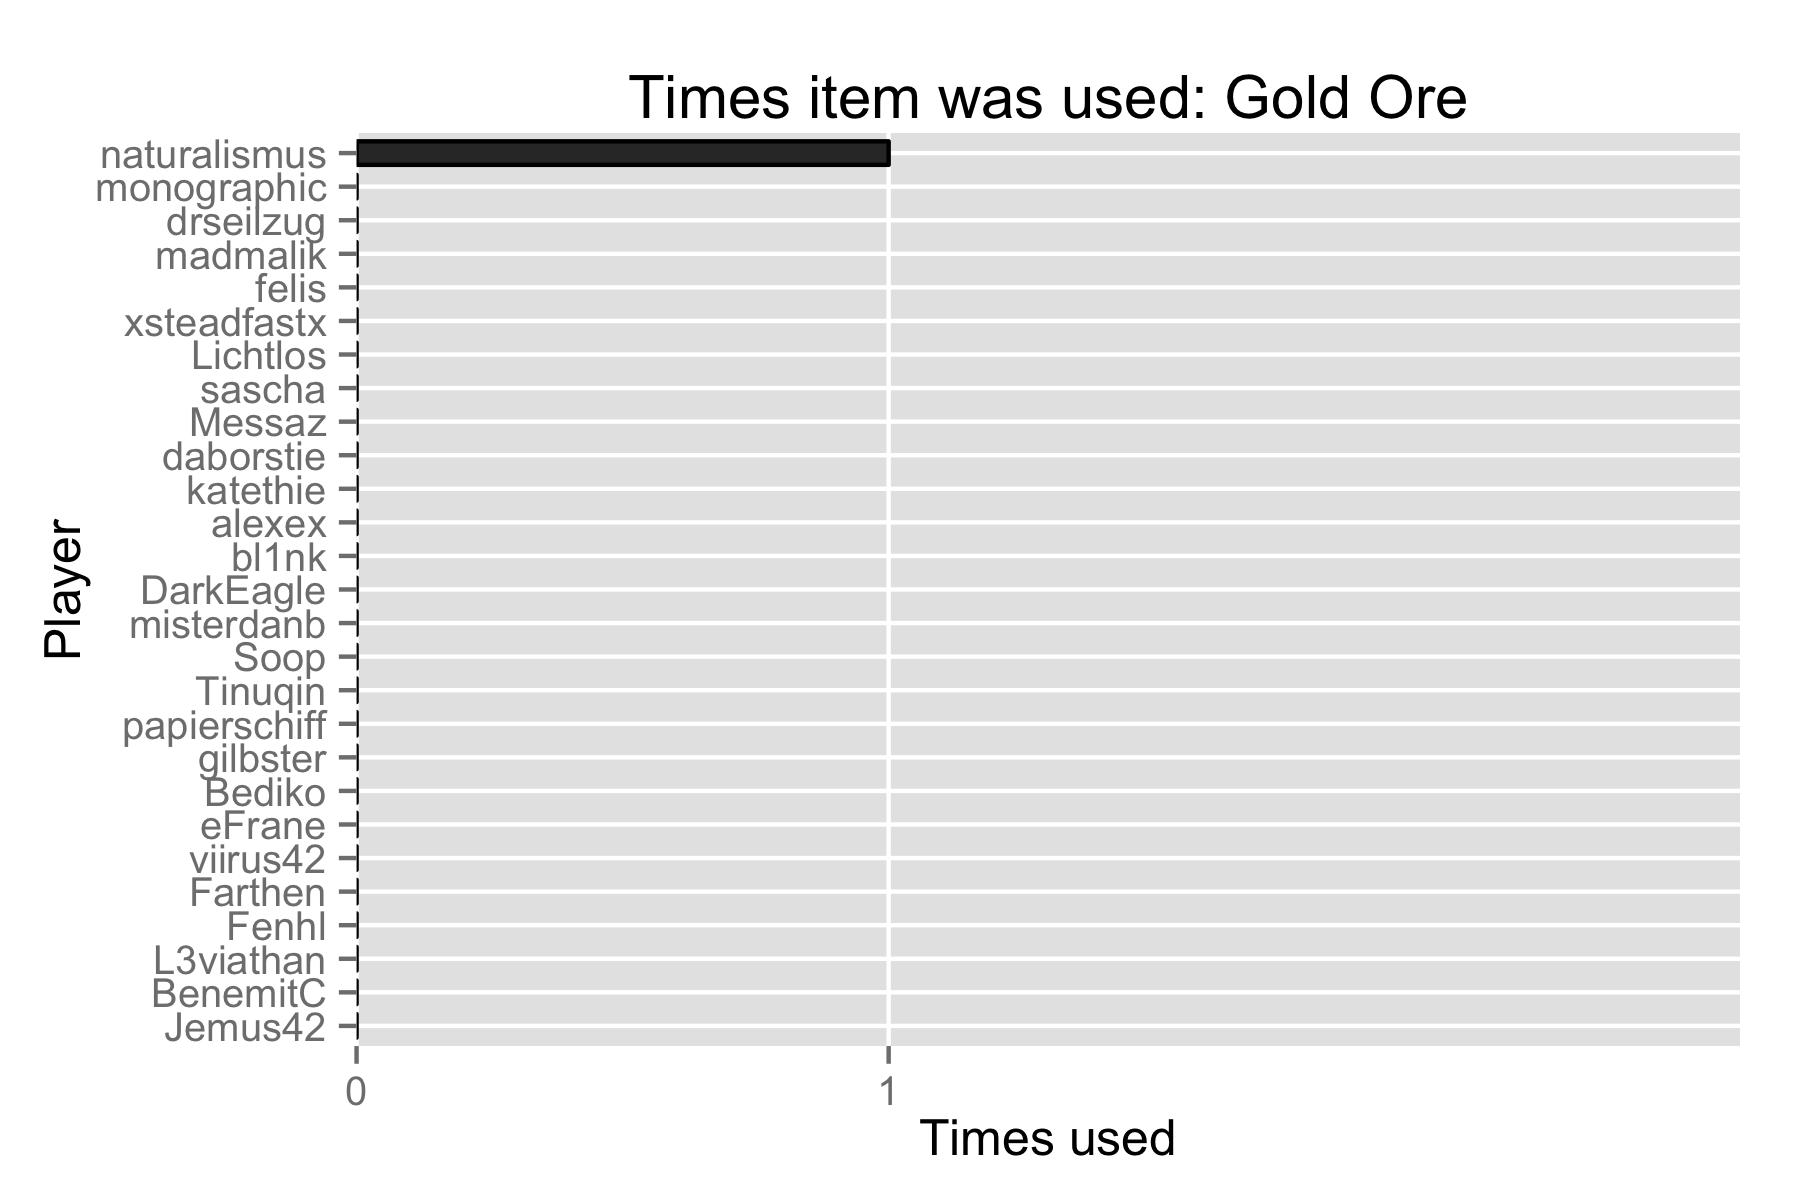 Times item was used: Gold Ore
naturalismus
monographic
drseilzug
madmalik
felis
xsteadfastx
Lichtlos
sascha
Messaz
daborstie
katethie
alexex
bl1nk
DarkEagle
misterdanb
Soop
Tinuqin
papierschiff
gilbster
Bediko
eFrane
viirus42
Farthen
Fenhl
L3viathan
BenemitC
Jemus42
Player
0 1
Times used